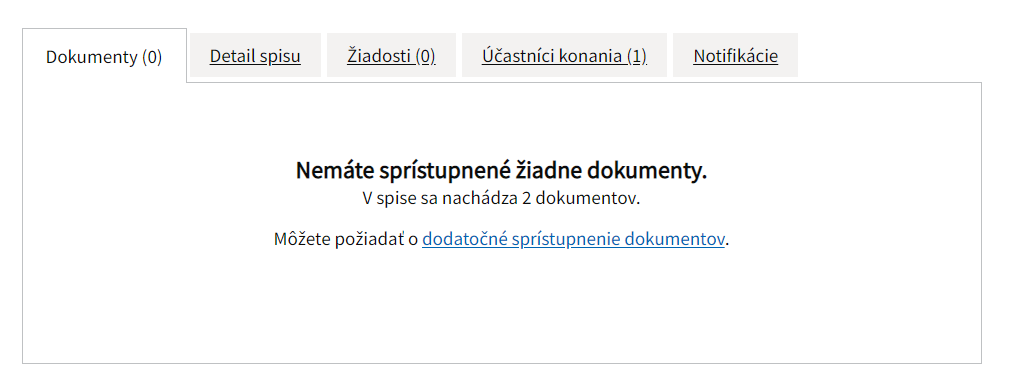 Dokumenty (0)
Detail spisu
Žiadosti (0)
Účastníci konania (1)
Notifikácie
Nemáte sprístupnené žiadne dokumenty.
V spise sa nachádza 2 dokumentov.
Môžete požiadať o dodatočné sprístupnenie dokumentov.